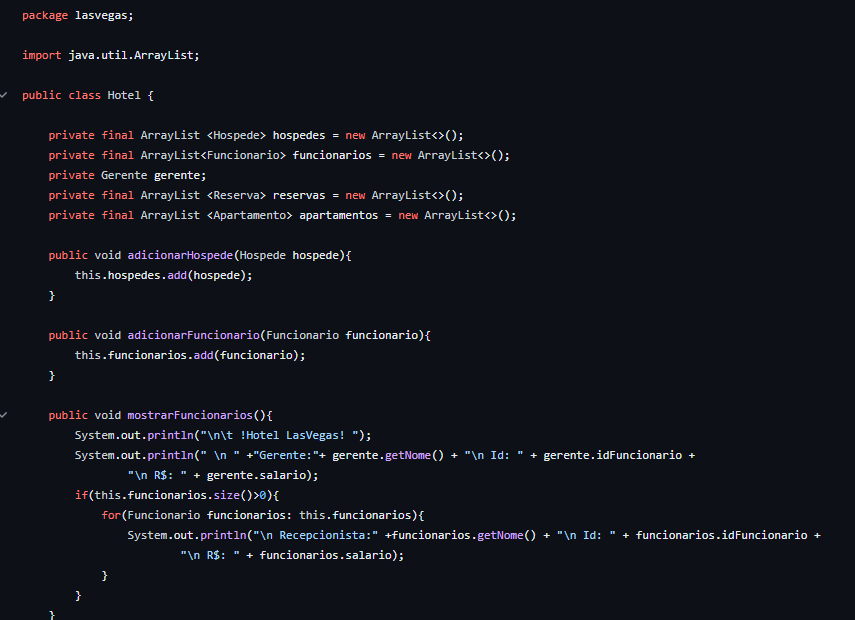 package lasvegas;
import java.util.ArrayList;
public class Hotel {
private final ArrayList <Hospede> hospedes = new ArrayList<>();
private final ArrayList<Funcionario> funcionarios = new ArrayList<>();
private Gerente gerente;
private final ArrayList <Reserva> reservas = new ArrayList<>();
private final ArrayList <Apartamento> apartamentos = new ArrayList<>();
public void adicionarHospede(Hospede hospede){
this.hospedes.add(hospede);
}
public void adicionarFuncionario(Funcionario funcionario){
this.funcionarios.add(funcionario);
}
public void mostrarFuncionarios(){
System.out.println("\n\t !Hotel LasVegas! ");
System.out.println(" \n " +"Gerente:"+ gerente.getNome() + "\n Id: " + gerente.idFuncionario +
"\n R$: " + gerente.salario);
if(this.funcionarios.size()>0){
for(Funcionario funcionarios: this.funcionarios){
System.out.println("\n Recepcionista:" +funcionarios.getNome() + "\n Id: " + funcionarios.idFuncionario +
"\n R$: " + funcionarios.salario);
}
}
}